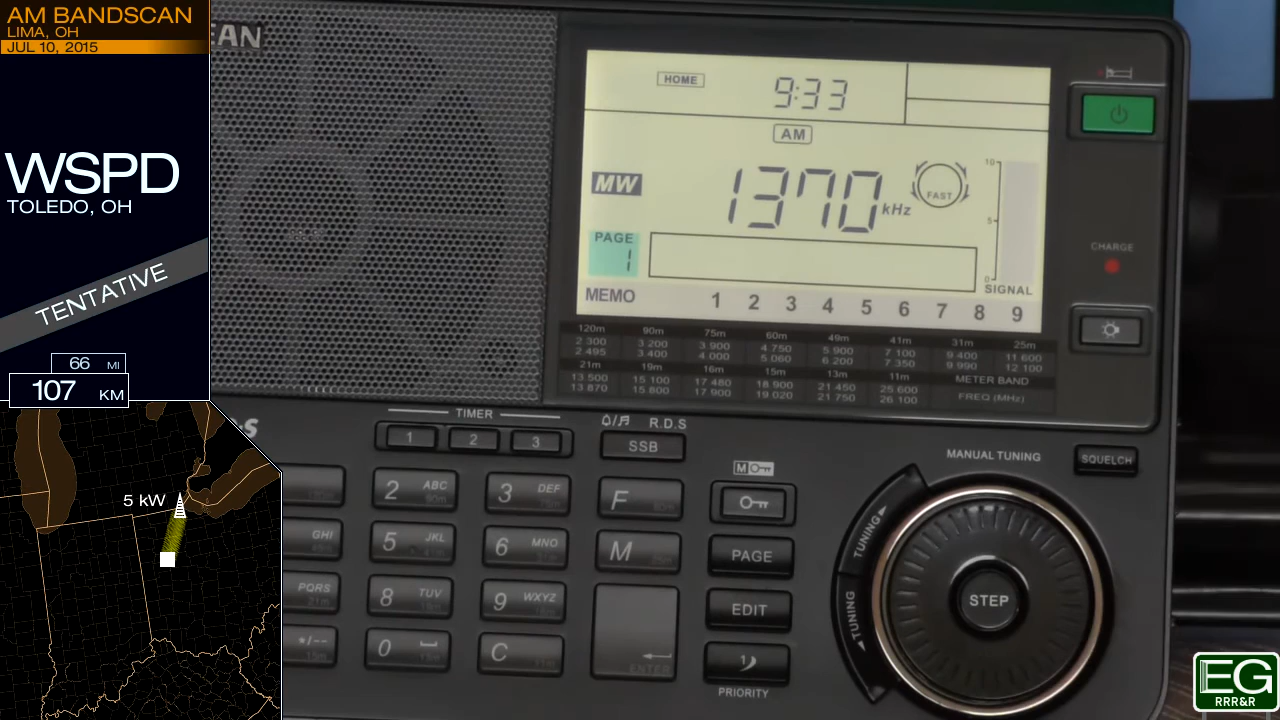 AM BANDSCAN
LIMA, OH
JUL 10, 2015
WSPD
TOLEDO, OH
TENTATIVE
66 MI
107 KM
5 kW
HOME
9:33
AM
MW
1370 kHz
FAST
PAGE
1
10
5
0
SIGNAL
MEMO 1 2 3 4 5 6 7 8 9
CHARGE
120m 90m 75m 60m 49m 41m 31m 25m
2 300 3 200 3 900 4 750 5 900 7 100 9 400 11 600
2 495 3 400 4 000 5 060 6 200 7 350 9 990 12 100
21m 19m 16m 15m 13m 11m METER BAND
13 500 15 100 17 480 18 900 21 450 25 600 FREQ (MHz)
13 870 15 800 17 900 19 020 21 750 26 100
TIMER
1 2 3
R.D.S
SSB
MANUAL TUNING
SQUELCH
M
2 ABC
3 DEF
F
GHI
5 JKL
6 MNO
M
PAGE
PQRS
8 TUV
9 WXYZ
EDIT
*/--
0
C
ENTER
PRIORITY
TUNING
TUNING
STEP
EG
RRR&R